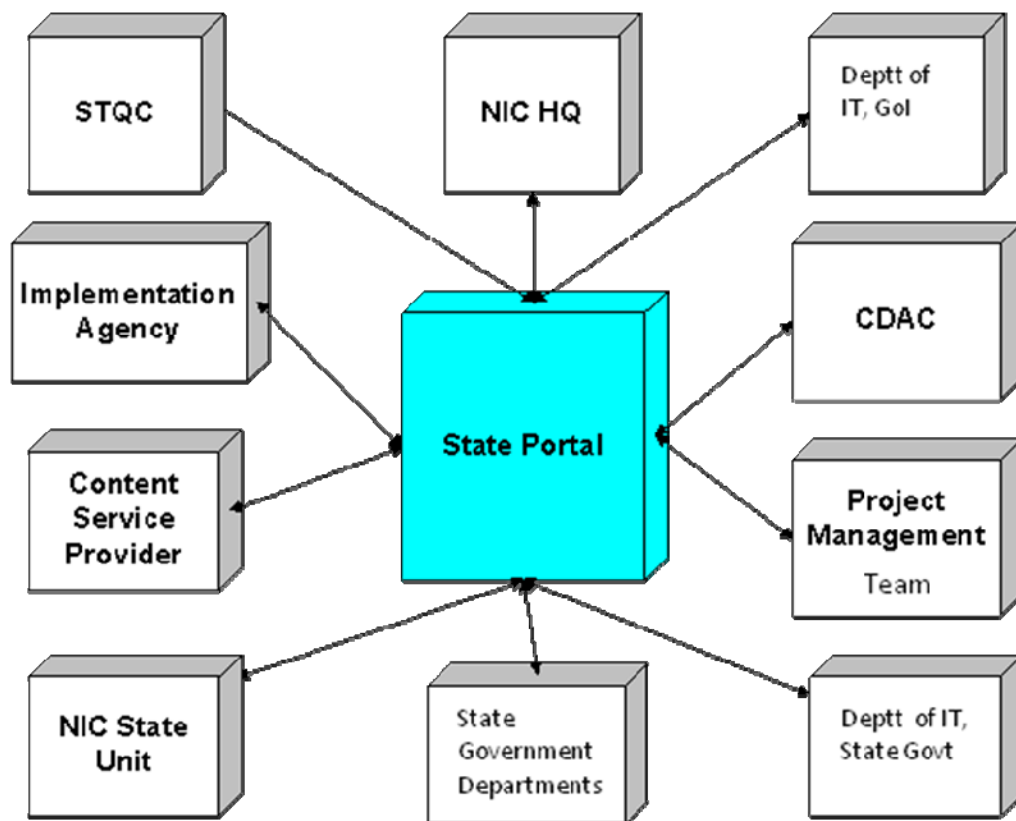 STQC
NIC HQ
Deptt of
IT, GoI
Implementation
Agency
CDAC
State Portal
Content
Service
Provider
Project
Management
Team
NIC State
Unit
State
Government
Departments
Deptt of IT,
State Govt